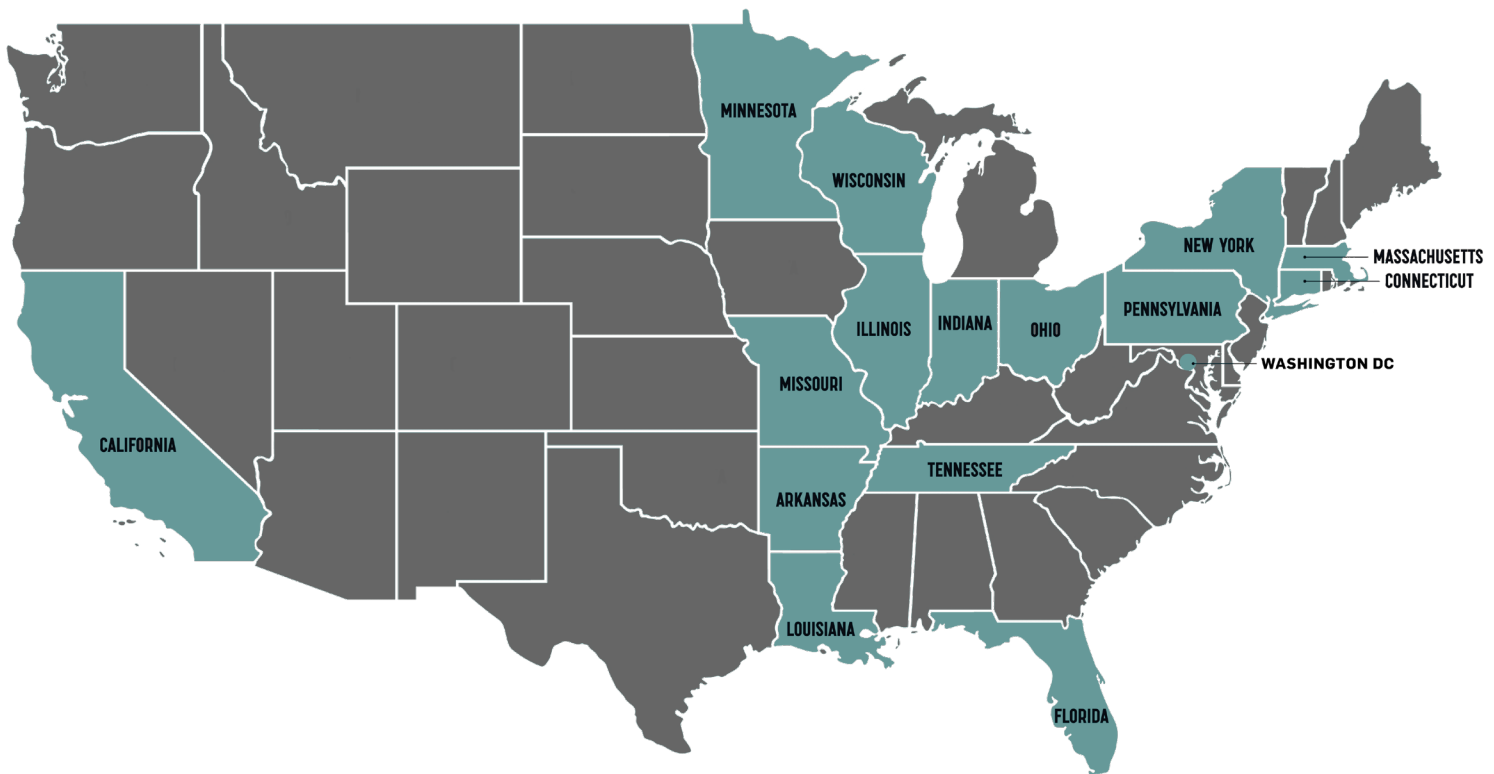 MINNESOTA
WISCONSIN
NEW YORK
MASSACHUSETTS
CONNECTICUT
PENNSYLVANIA
ILLINOIS
INDIANA
OHIO
WASHINGTON DC
MISSOURI
CALIFORNIA
TENNESSEE
ARKANSAS
LOUISIANA
FLORIDA